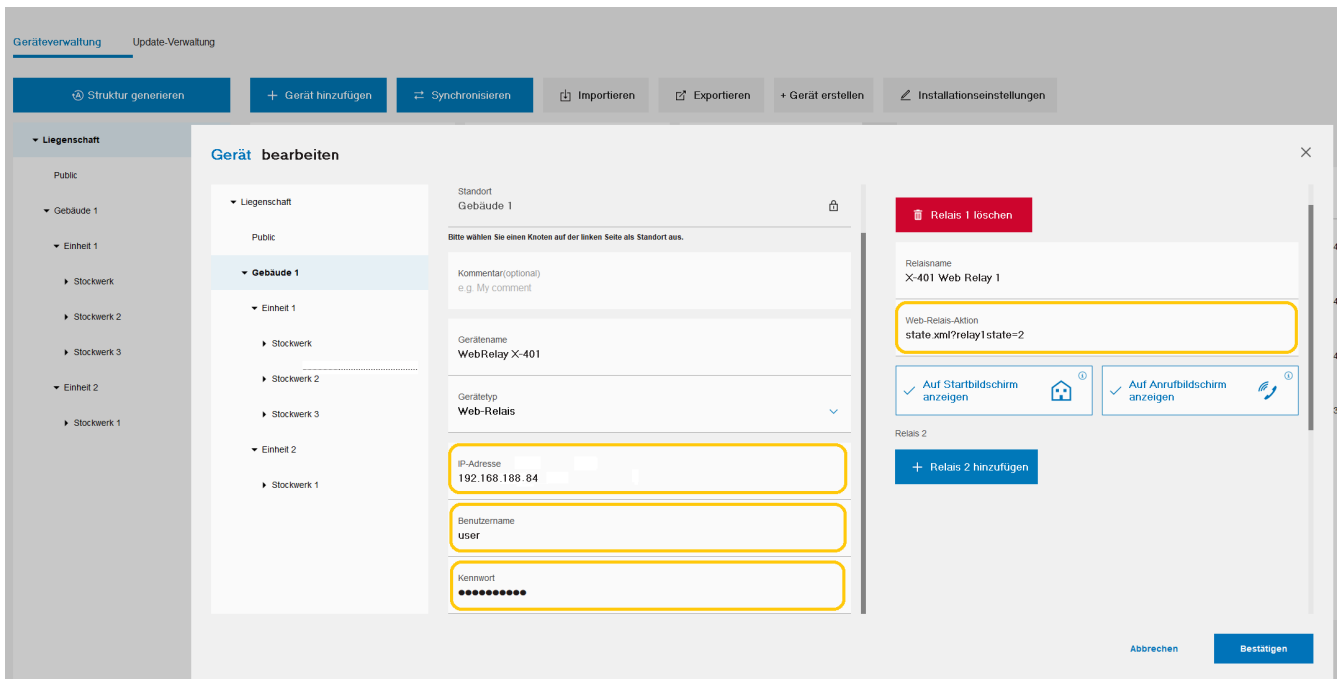 Geräteverwaltung Update-Verwaltung
Struktur generieren + Gerät hinzufügen Synchronisieren Importieren Exportieren + Gerät erstellen Installationseinstellungen
Liegenschaft
Public
Gebäude 1
Einheit 1
Stockwerk
Stockwerk 2
Stockwerk 3
Einheit 2
Stockwerk 1
Gerät bearbeiten
Liegenschaft
Public
Gebäude 1
Einheit 1
Stockwerk
Stockwerk 2
Stockwerk 3
Einheit 2
Stockwerk 1
Standort
Gebäude 1
Bitte wählen Sie einen Knoten auf der linken Seite als Standort aus.
Kommentar(optional)
e.g. My comment
Gerätename
WebRelay X-401
Gerätetyp
Web-Relais
IP-Adresse
192.168.188.84
Benutzername
user
Kennwort
●●●●●●●●●●
Relais 1 löschen
Relaisname
X-401 Web Relay 1
Web-Relais-Aktion
state.xml?relay1state=2
Auf Startbildschirm
anzeigen
Auf Anrufbildschirm
anzeigen
Relais 2
+ Relais 2 hinzufügen
Abbrechen Bestätigen